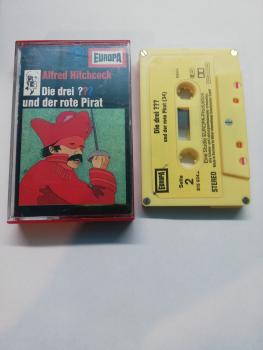 EUROPA
Alfred Hitchcock
Die drei ???
und der rote Pirat
Die drei ???
und der rote Pirat (34)
EUROPA
Seite
2
STEREO